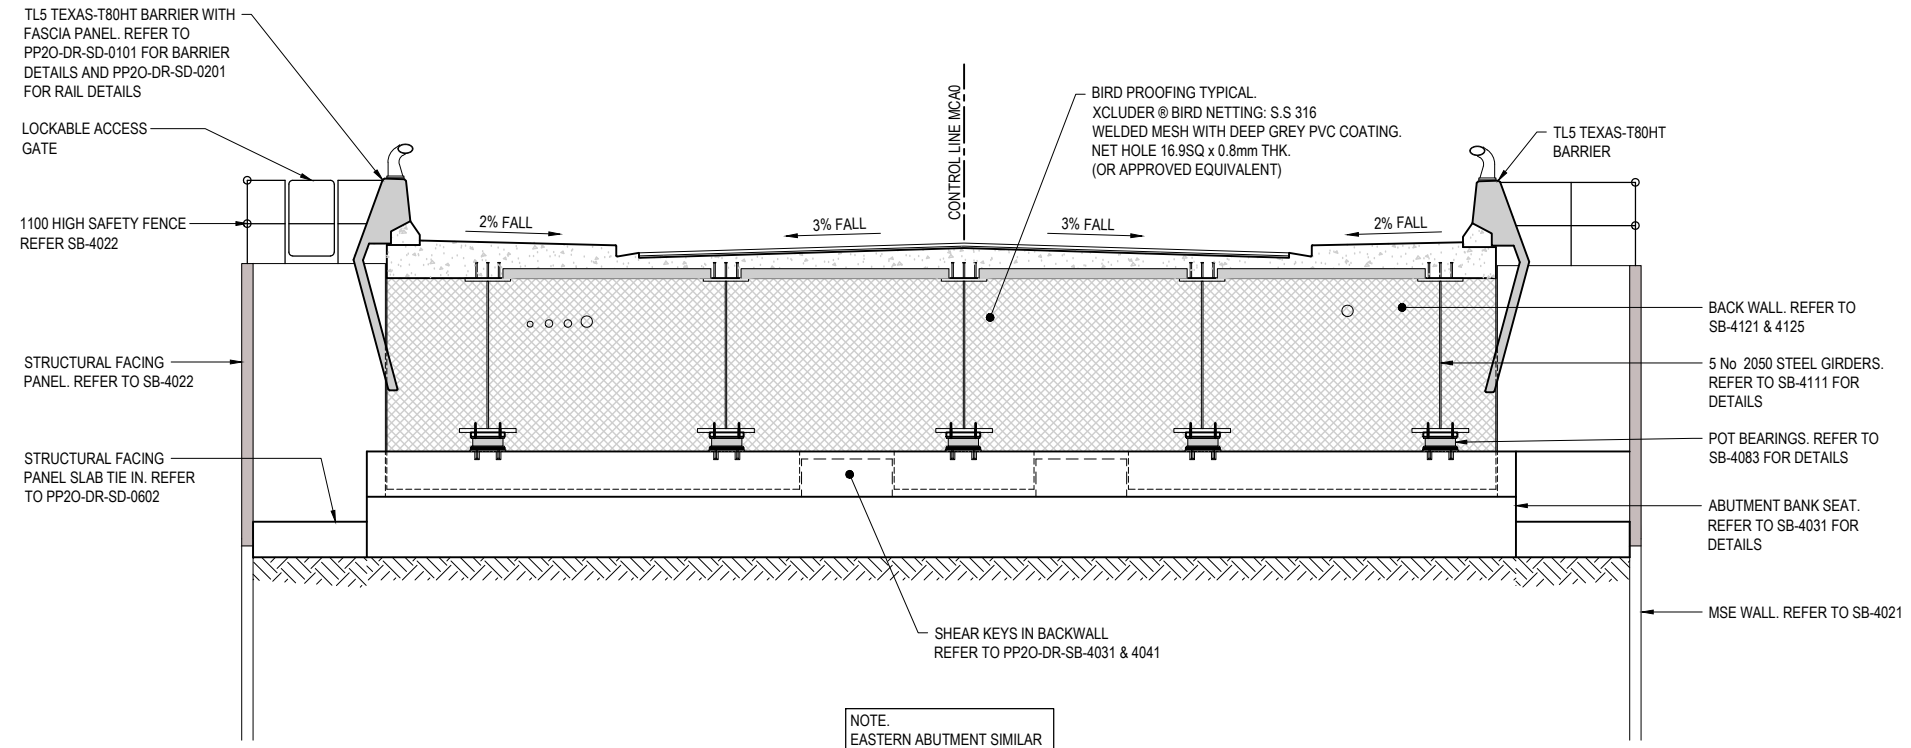 TL5 TEXAS-T80HT BARRIER WITH
FASCIA PANEL. REFER TO
PP2O-DR-SD-0101 FOR BARRIER
DETAILS AND PP2O-DR-SD-0201
FOR RAIL DETAILS
LOCKABLE ACCESS
GATE
1100 HIGH SAFETY FENCE
REFER SB-4022
STRUCTURAL FACING
PANEL. REFER TO SB-4022
STRUCTURAL FACING
PANEL SLAB TIE IN. REFER
TO PP2O-DR-SD-0602
2% FALL
3% FALL
CONTROL LINE MCA0
3% FALL
2% FALL
BIRD PROOFING TYPICAL.
XCLUDER ® BIRD NETTING: S.S 316
WELDED MESH WITH DEEP GREY PVC COATING.
NET HOLE 16.9SQ x 0.8mm THK.
(OR APPROVED EQUIVALENT)
TL5 TEXAS-T80HT
BARRIER
BACK WALL. REFER TO
SB-4121 & 4125
5 No 2050 STEEL GIRDERS.
REFER TO SB-4111 FOR
DETAILS
POT BEARINGS. REFER TO
SB-4083 FOR DETAILS
ABUTMENT BANK SEAT.
REFER TO SB-4031 FOR
DETAILS
MSE WALL. REFER TO SB-4021
SHEAR KEYS IN BACKWALL
REFER TO PP2O-DR-SB-4031 & 4041
NOTE.
EASTERN ABUTMENT SIMILAR